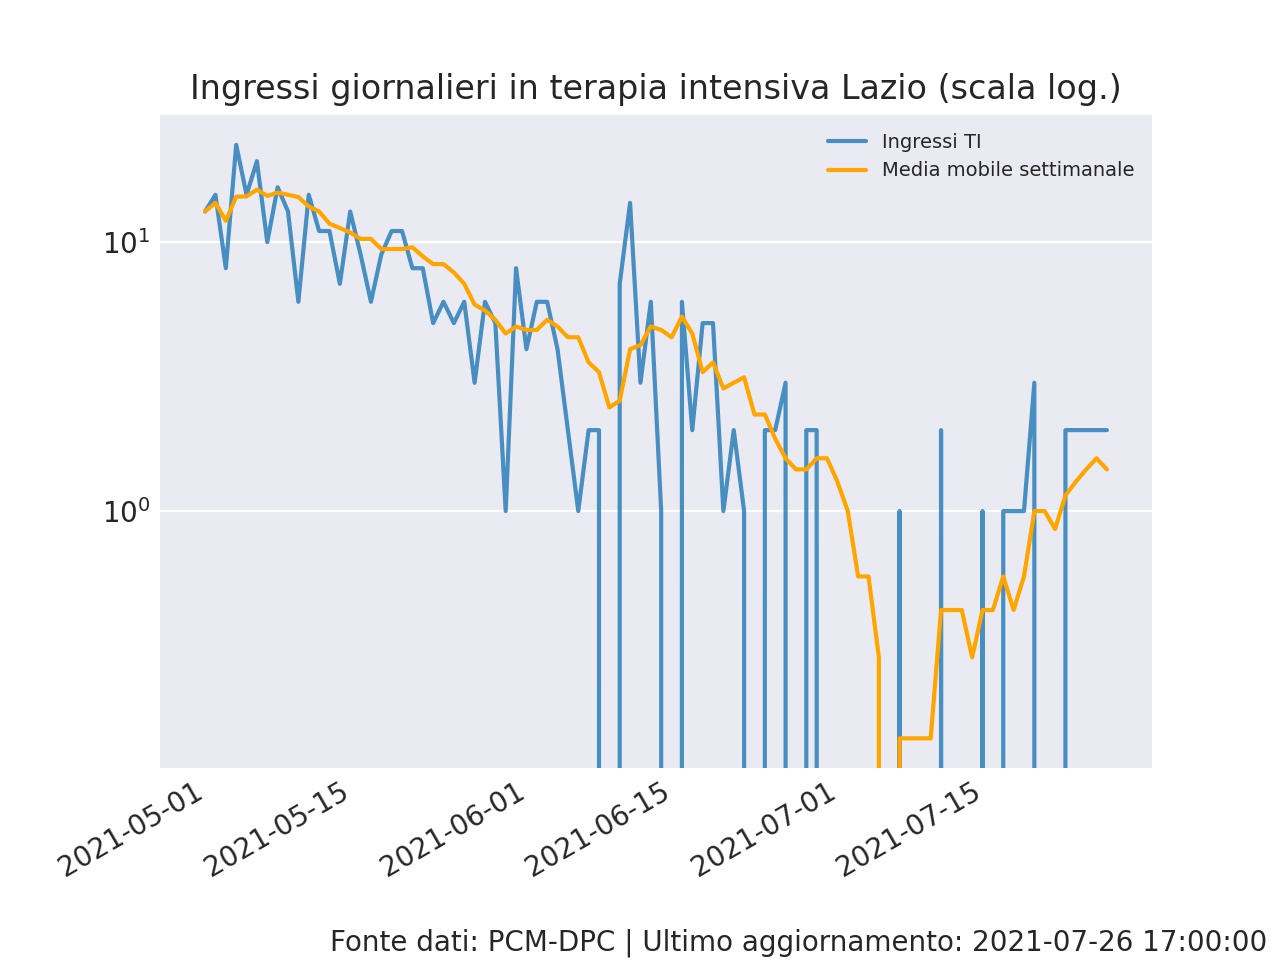 Ingressi giornalieri in terapia intensiva Lazio (scala log.)
Ingressi TI
Media mobile settimanale
10¹
10⁰
2021-05-01
2021-05-15
2021-06-01
2021-06-15
2021-07-01
2021-07-15
Fonte dati: PCM-DPC | Ultimo aggiornamento: 2021-07-26 17:00:00